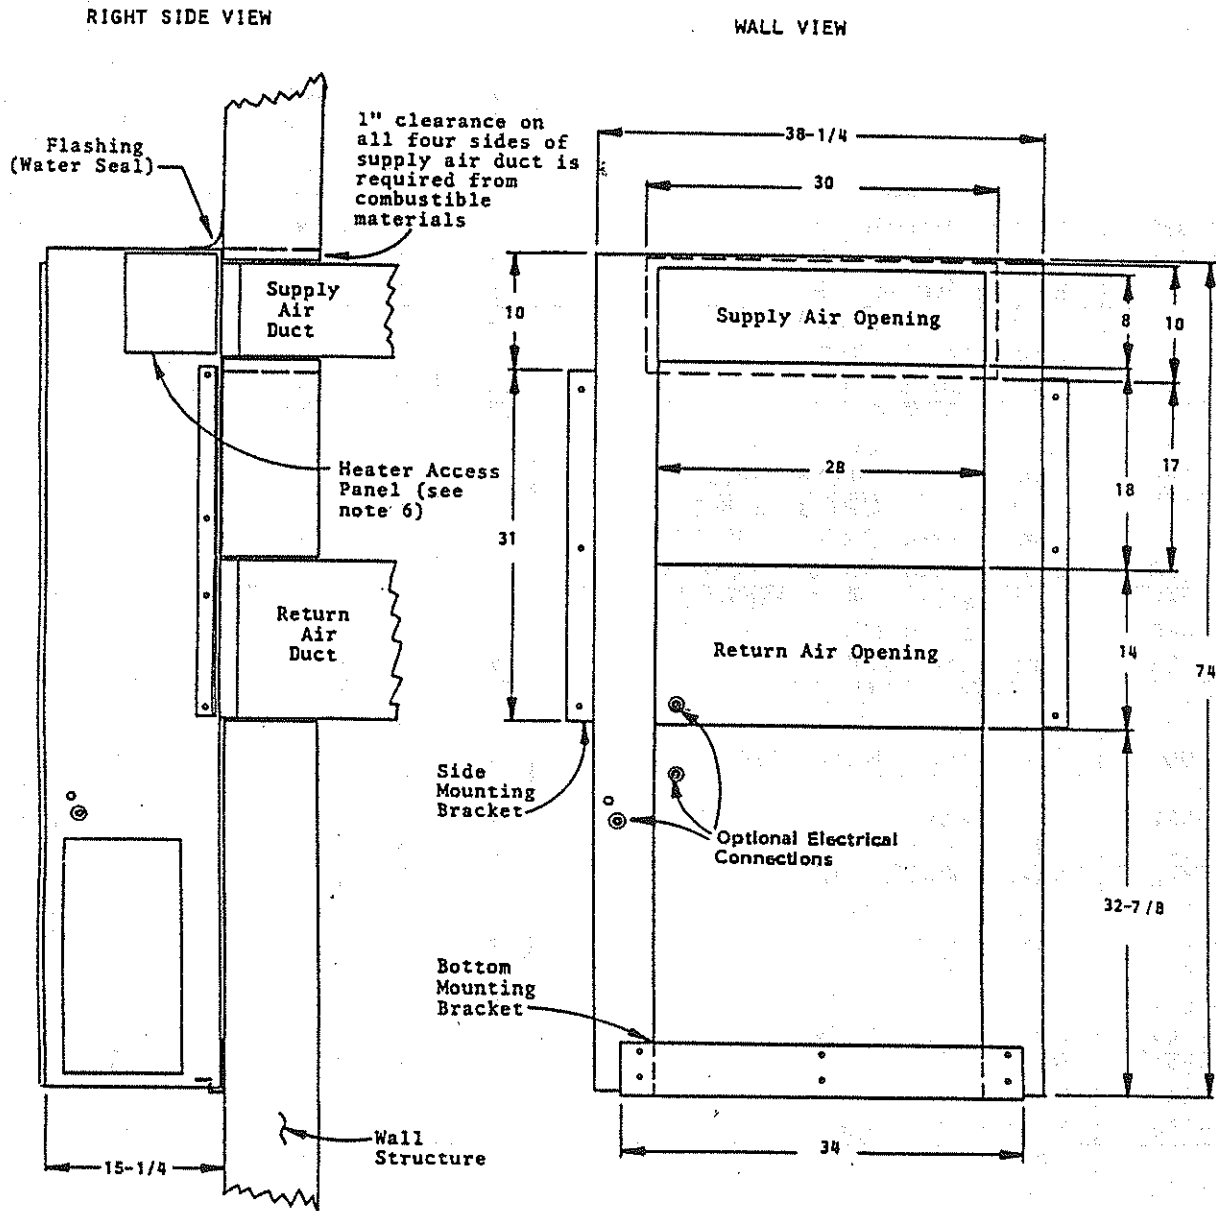 RIGHT SIDE VIEW
WALL VIEW
Flashing
(Water Seal)
1" clearance on
all four sides of
supply air duct is
required from
combustible
materials
38-1/4
30
Supply
Air
Duct
10
Supply Air Opening
8
10
Heater Access
Panel (see
note 6)
28
17
18
31
Return
Air
Duct
Return Air Opening
14
74
Side
Mounting
Bracket
Optional Electrical
Connections
32-7/8
Bottom
Mounting
Bracket
Wall
Structure
15-1/4
34